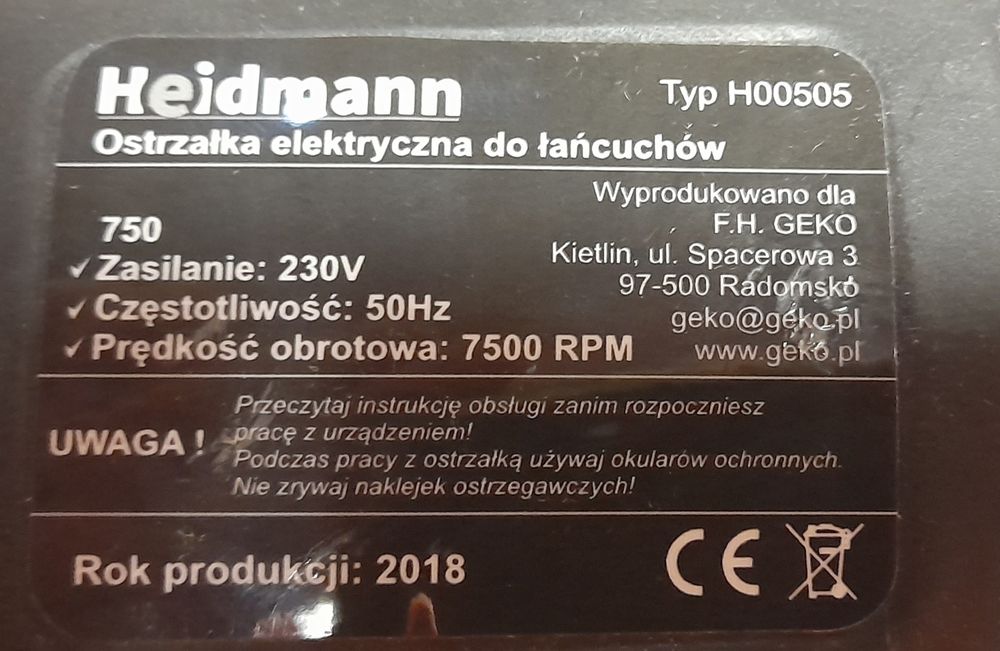 Heidmann
Typ H00505
Ostrzałka elektryczna do łańcuchów
Wyprodukowano dla
F.H. GEKO
Kietlin, ul. Spacerowa 3
97-500 Radomsko
geko@geko.pl
www.geko.pl
750
✓Zasilanie: 230V
✓Częstotliwość: 50Hz
✓Prędkość obrotowa: 7500 RPM
UWAGA !
Przeczytaj instrukcję obsługi zanim rozpoczniesz
pracę z urządzeniem!
Podczas pracy z ostrzałką używaj okularów ochronnych.
Nie zrywaj naklejek ostrzegawczych!
Rok produkcji: 2018
CE